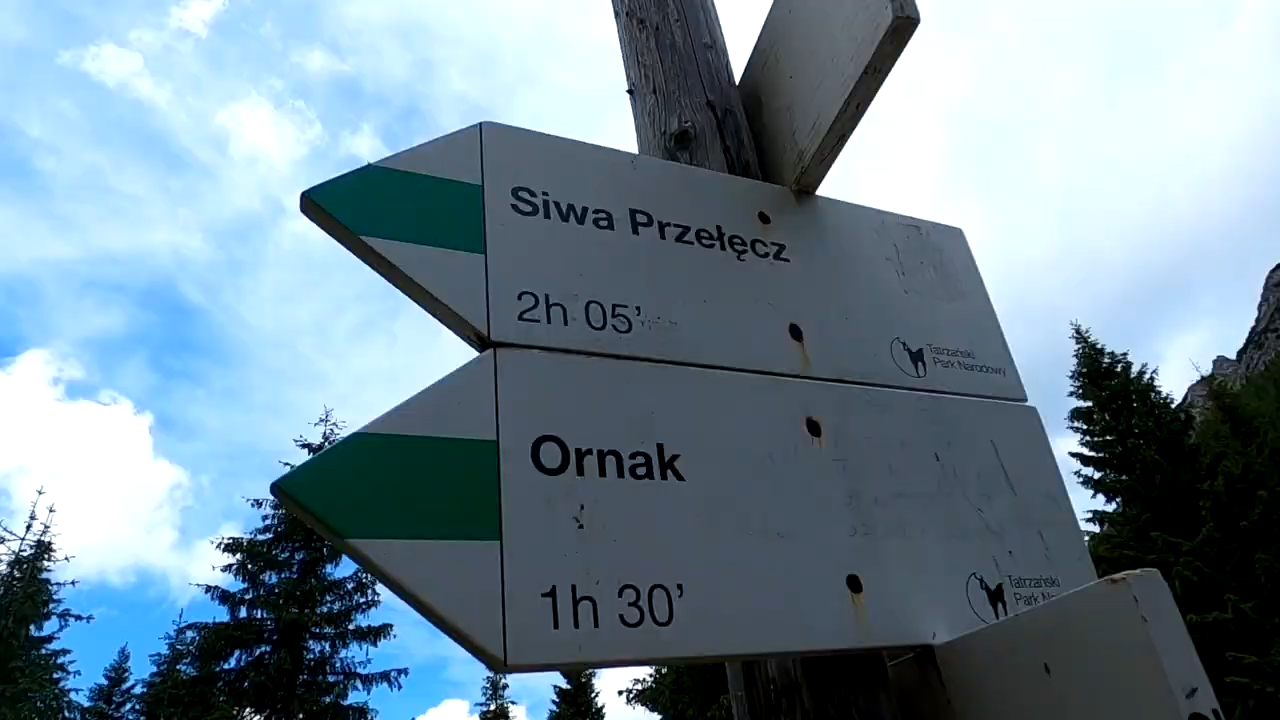 Siwa Przełęcz
2h 05'
Tatrzański
Park Narodowy
Ornak
1h 30'
Tatrzański
Park